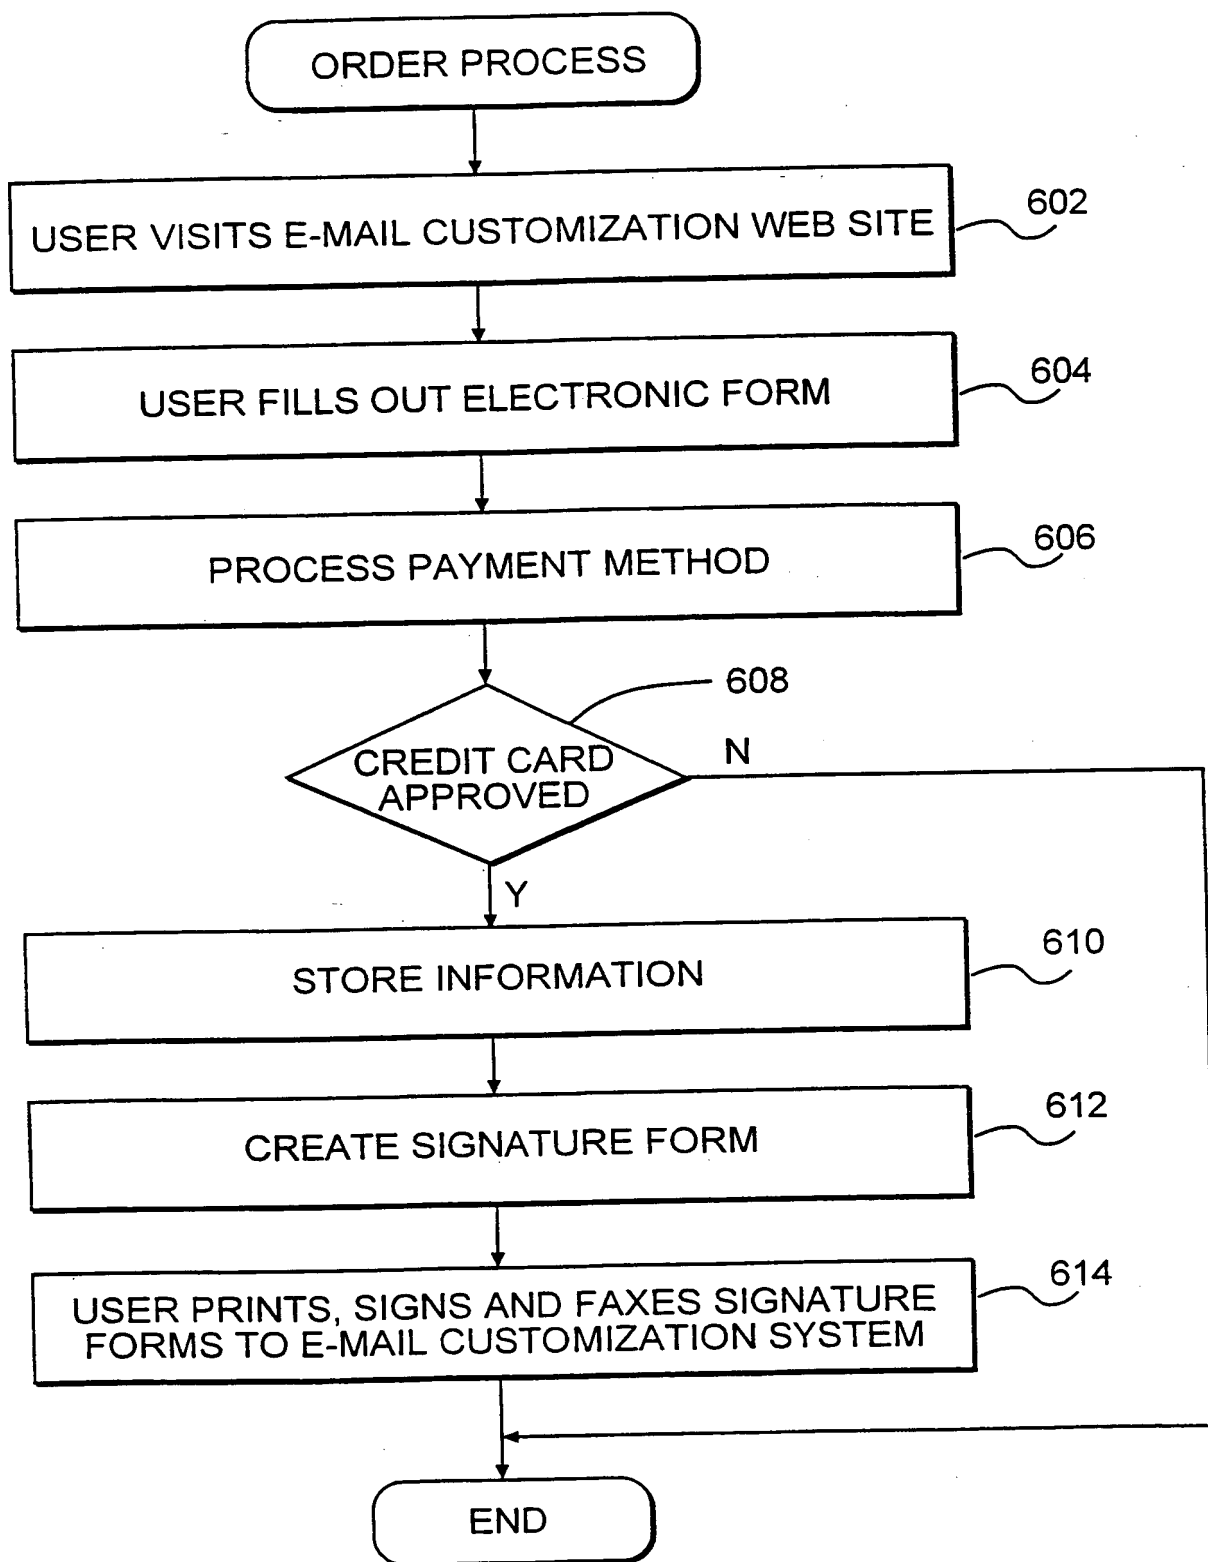 ORDER PROCESS
USER VISITS E-MAIL CUSTOMIZATION WEB SITE
602
USER FILLS OUT ELECTRONIC FORM
604
PROCESS PAYMENT METHOD
606
608
CREDIT CARD
APPROVED
N
Y
STORE INFORMATION
610
CREATE SIGNATURE FORM
612
USER PRINTS, SIGNS AND FAXES SIGNATURE
FORMS TO E-MAIL CUSTOMIZATION SYSTEM
614
END